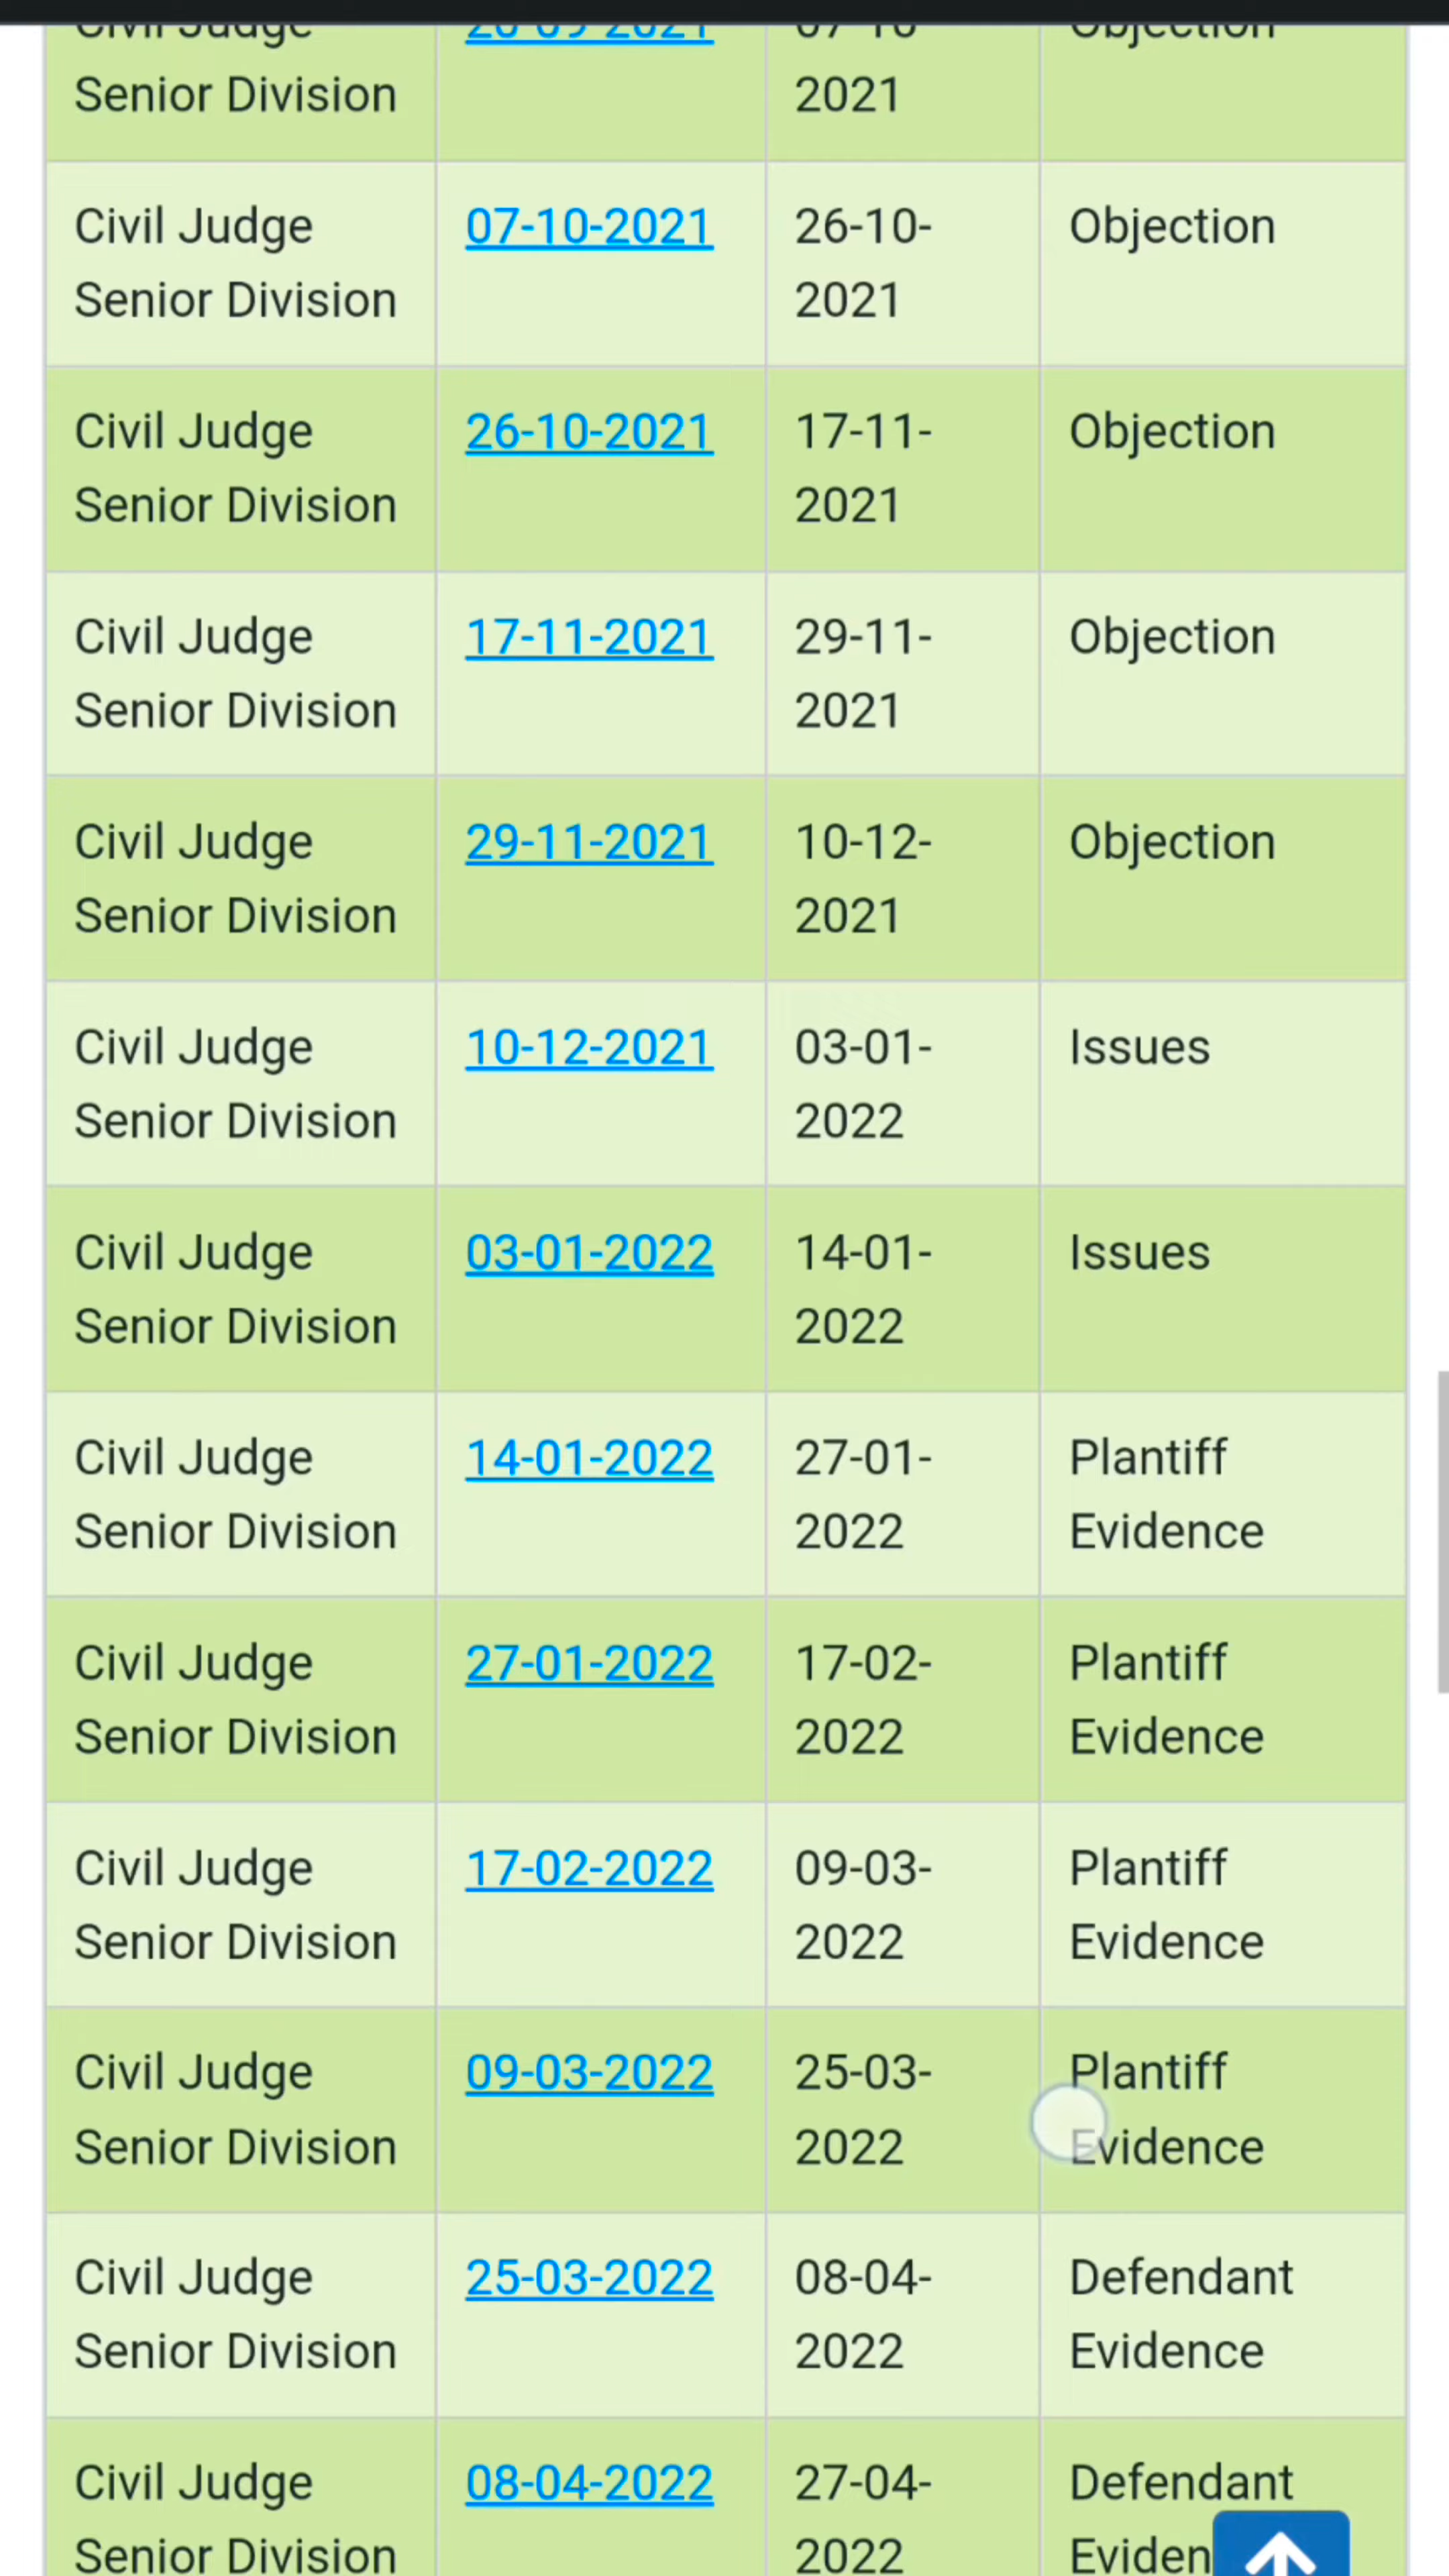 Civil Judge 07-10 Objection
Senior Division 2021
Civil Judge 07-10-2021 26-10- Objection
Senior Division 2021
Civil Judge 26-10-2021 17-11- Objection
Senior Division 2021
Civil Judge 17-11-2021 29-11- Objection
Senior Division 2021
Civil Judge 29-11-2021 10-12- Objection
Senior Division 2021
Civil Judge 10-12-2021 03-01- Issues
Senior Division 2022
Civil Judge 03-01-2022 14-01- Issues
Senior Division 2022
Civil Judge 14-01-2022 27-01- Plantiff
Senior Division 2022 Evidence
Civil Judge 27-01-2022 17-02- Plantiff
Senior Division 2022 Evidence
Civil Judge 17-02-2022 09-03- Plantiff
Senior Division 2022 Evidence
Civil Judge 09-03-2022 25-03- Plantiff
Senior Division 2022 Evidence
Civil Judge 25-03-2022 08-04- Defendant
Senior Division 2022 Evidence
Civil Judge 08-04-2022 27-04- Defendant
Senior Division 2022